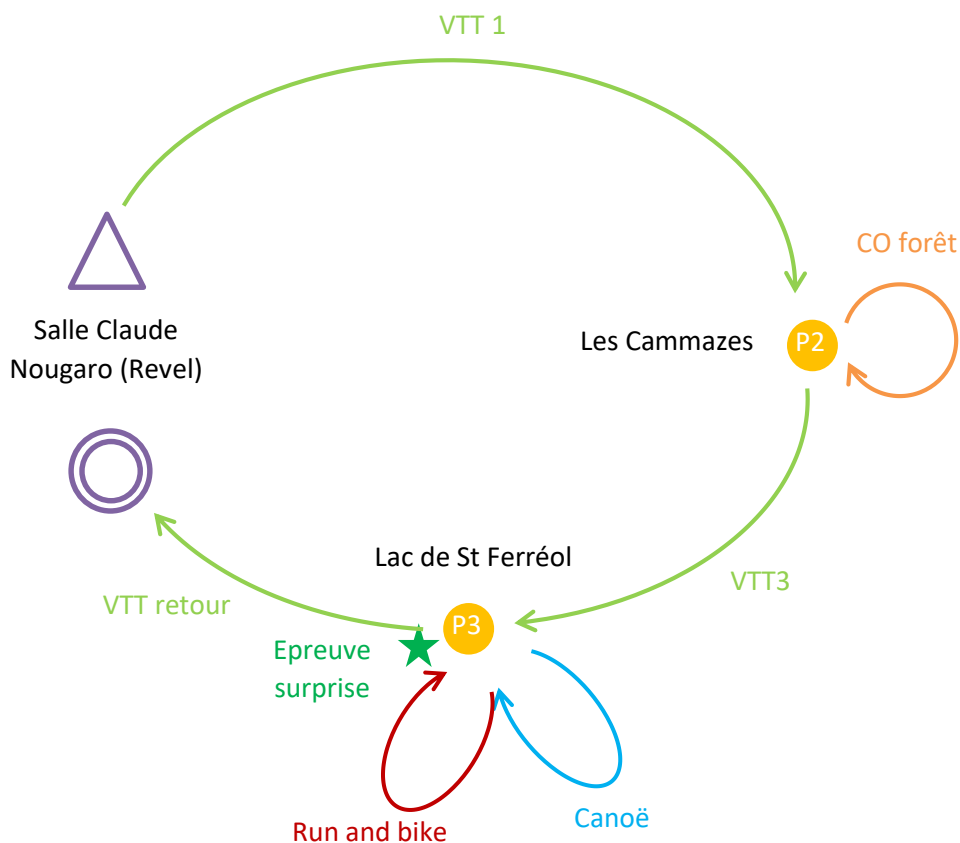 VTT 1
CO forêt
Salle Claude
Nougaro (Revel)
Les Cammazes
P2
Lac de St Ferréol
VTT3
VTT retour
P3
Epreuve
surprise
Canoë
Run and bike